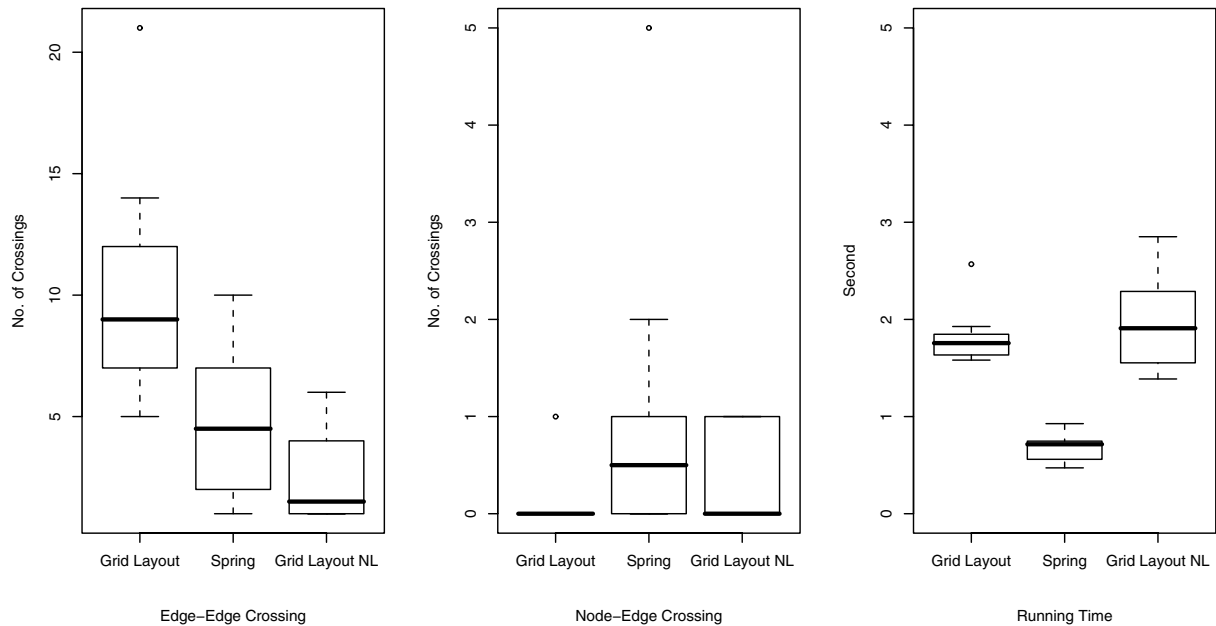 No. of Crossings
20
15
10
5
Grid Layout Spring Grid Layout NL
Edge−Edge Crossing
No. of Crossings
5
4
3
2
1
0
Grid Layout Spring Grid Layout NL
Node−Edge Crossing
Second
5
4
3
2
1
0
Grid Layout Spring Grid Layout NL
Running Time